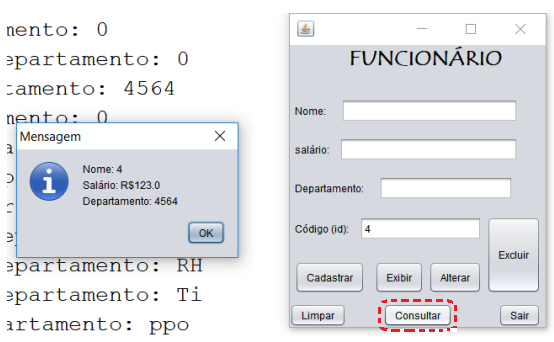 mento: 0
epartamento: 0
tamento: 4564
mento: 0
Mensagem
Nome: 4
Salário: R$123.0
Departamento: 4564
OK
epartamento: RH
epartamento: Ti
artamento: ppo
FUNCIONÁRIO
Nome:
salário:
Departamento:
Código (id): 4
Excluir
Cadastrar Exibir Alterar
Limpar Consultar Sair